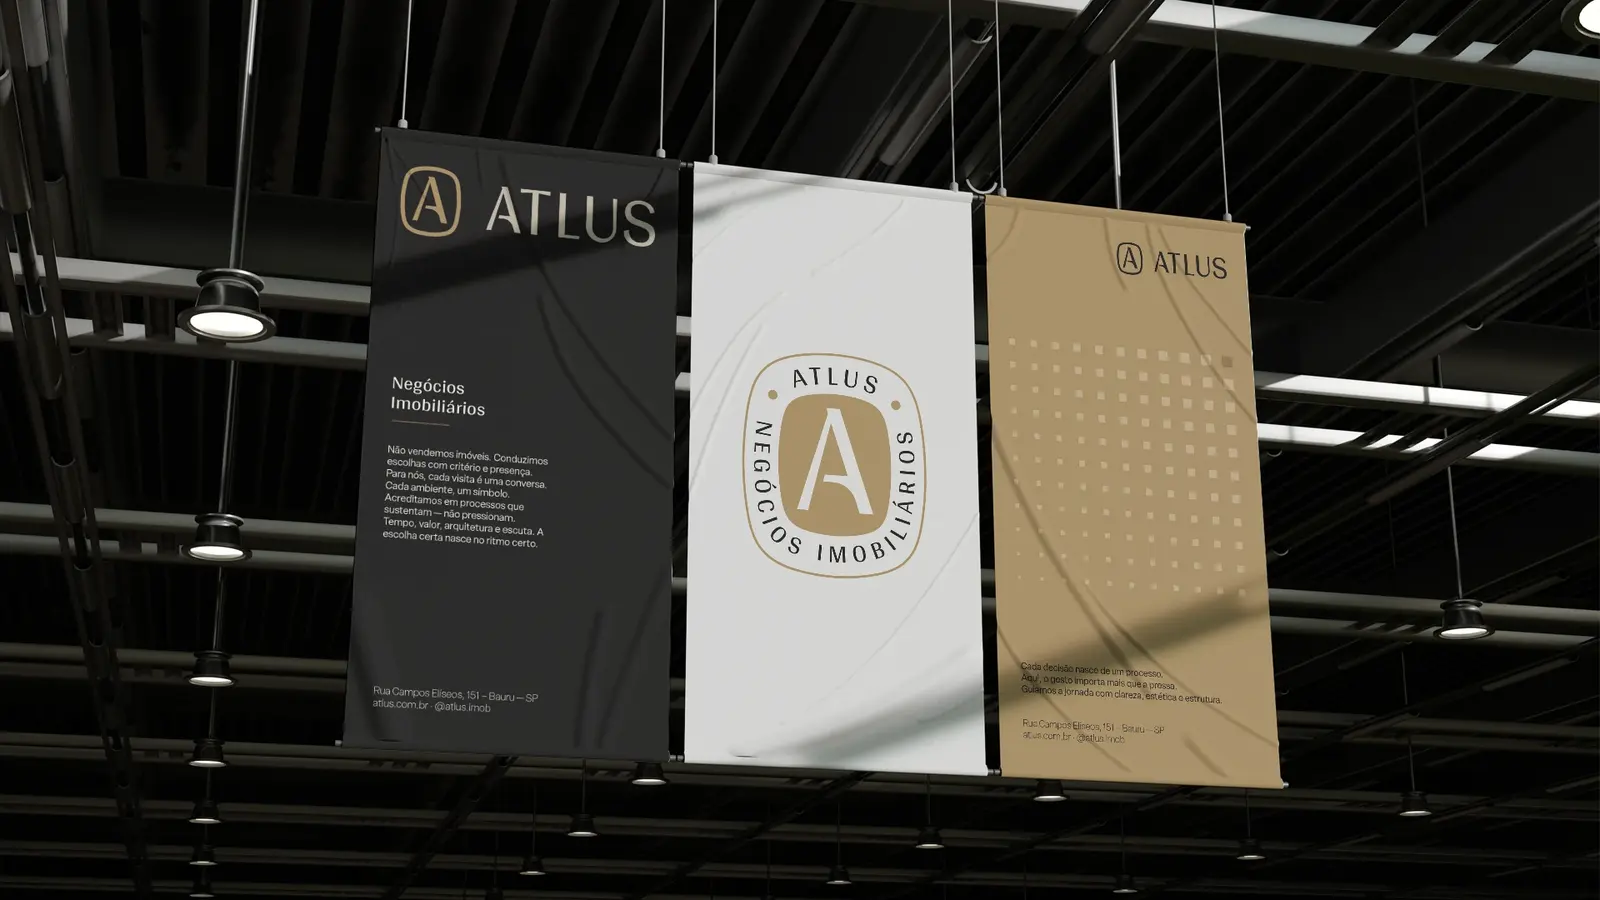 A ATLUS
Negócios
Imobiliários
Não vendemos imóveis. Conduzimos
escolhas com critério e presença.
Para nós, cada visita é uma conversa.
Cada ambiente, um símbolo.
Acreditamos em processos que
sustentam — não pressionam.
Tempo, valor, arquitetura e escuta. A
escolha certa nasce no ritmo certo.
Rua Campos Elíseos, 151 – Bauru — SP
atlus.com.br · @atlus.imob
ATLUS
A
NEGÓCIOS IMOBILIÁRIOS
A ATLUS
Cada decisão nasce de um processo.
Aqui, o gesto importa mais que a pressa.
Guiamos a jornada com clareza, estética e estrutura.
Rua Campos Elíseos, 151 – Bauru — SP
atlus.com.br · @atlus.imob